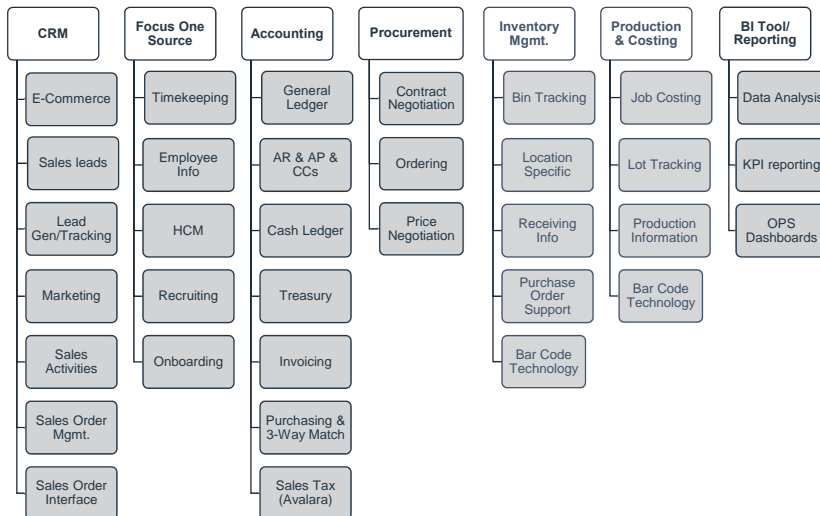 CRM
E-Commerce
Sales leads
Lead
Gen/Tracking
Marketing
Sales
Activities
Sales Order
Mgmt.
Sales Order
Interface
Focus One
Source
Timekeeping
Employee
Info
HCM
Recruiting
Onboarding
Accounting
General
Ledger
AR & AP &
CCs
Cash Ledger
Treasury
Invoicing
Purchasing &
3-Way Match
Sales Tax
(Avalara)
Procurement
Contract
Negotiation
Ordering
Price
Negotiation
Inventory
Mgmt.
Bin Tracking
Location
Specific
Receiving
Info
Purchase
Order
Support
Bar Code
Technology
Production
& Costing
Job Costing
Lot Tracking
Production
Information
Bar Code
Technology
BI Tool/
Reporting
Data Analysis
KPI reporting
OPS
Dashboards